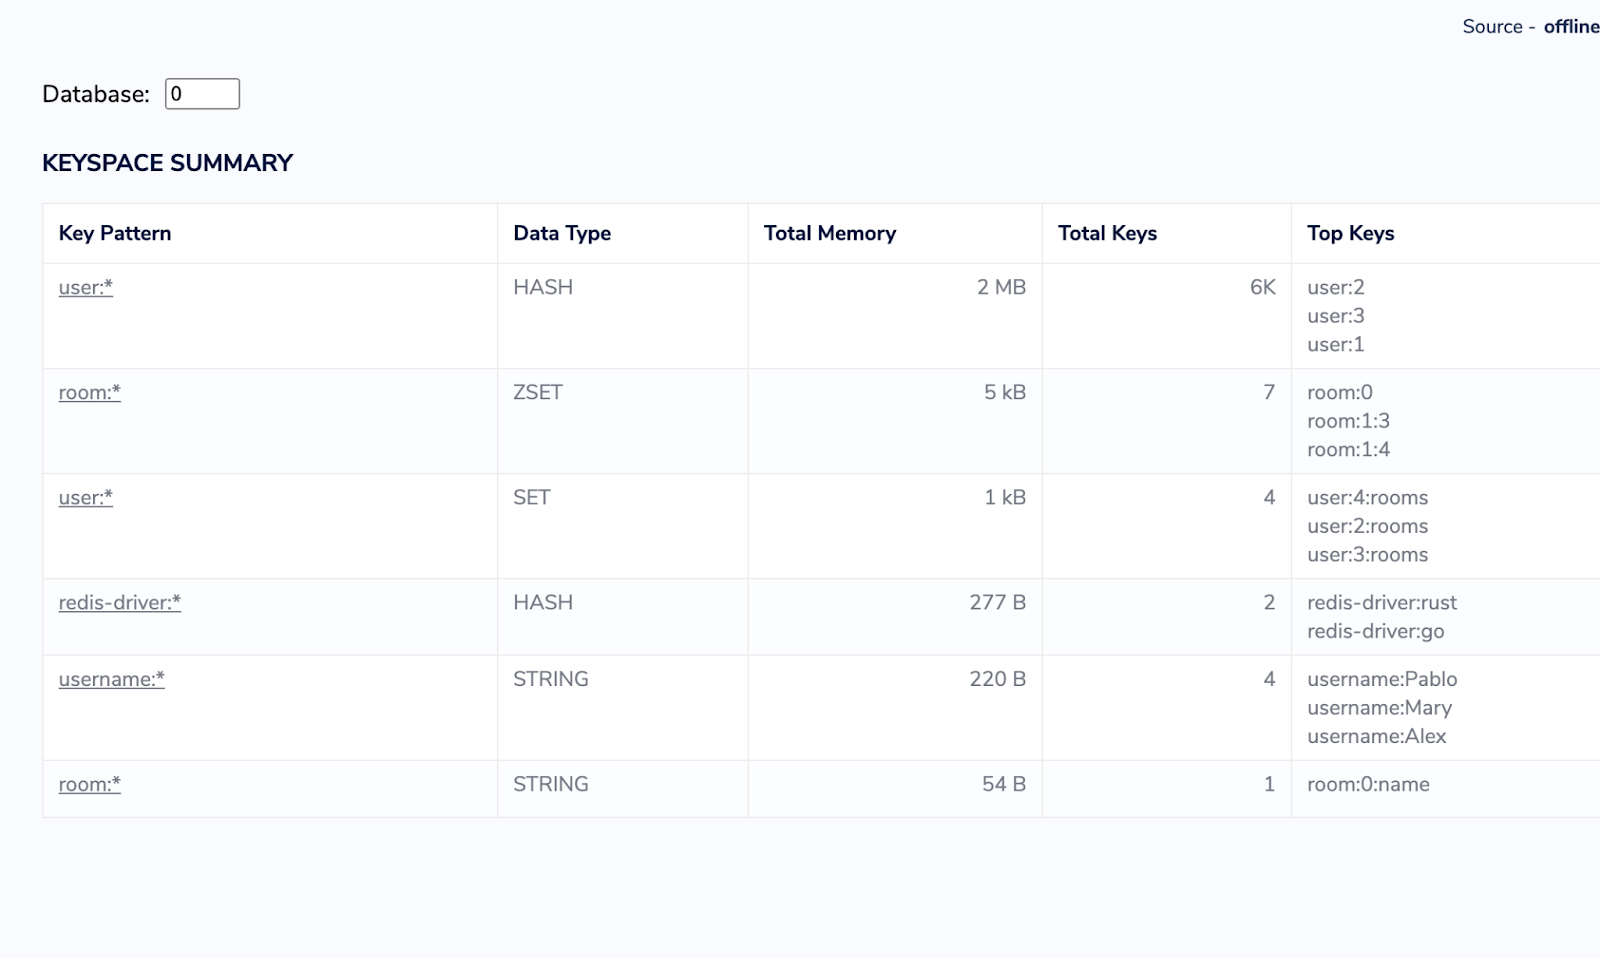 Source - offline
Database: 0
KEYSPACE SUMMARY
Key Pattern Data Type Total Memory Total Keys Top Keys
user:* HASH 2 MB 6K user:2
user:3
user:1
room:* ZSET 5 kB 7 room:0
room:1:3
room:1:4
user:* SET 1 kB 4 user:4:rooms
user:2:rooms
user:3:rooms
redis-driver:* HASH 277 B 2 redis-driver:rust
redis-driver:go
username:* STRING 220 B 4 username:Pablo
username:Mary
username:Alex
room:* STRING 54 B 1 room:0:name